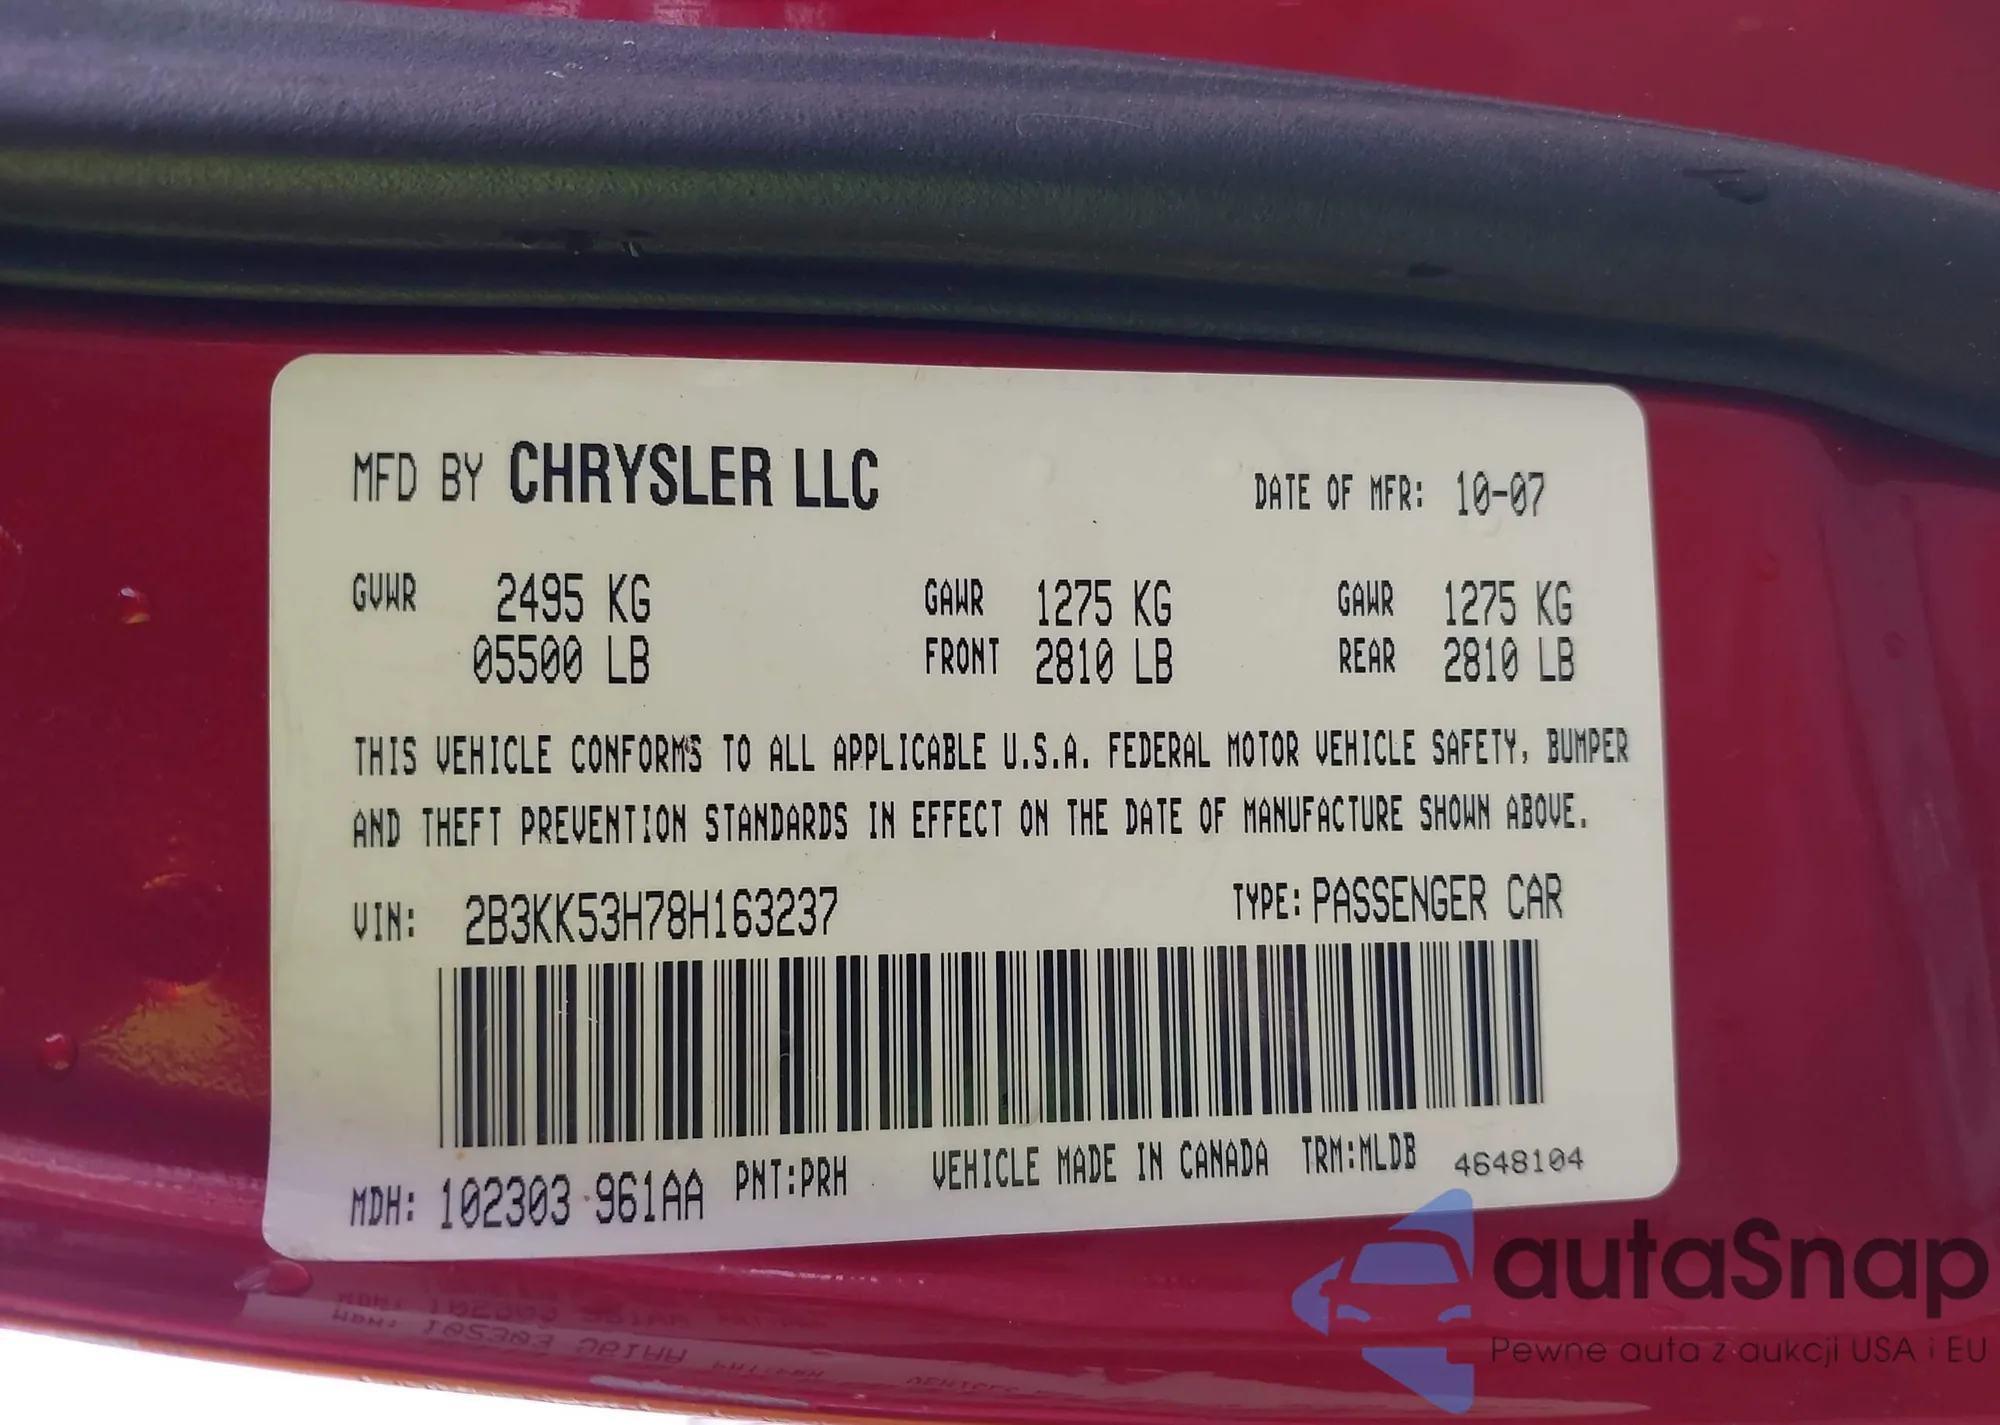 MFD BY CHRYSLER LLC DATE OF MFR: 10-07
GVWR 2495 KG GAWR 1275 KG GAWR 1275 KG
05500 LB FRONT 2810 LB REAR 2810 LB
THIS VEHICLE CONFORMS TO ALL APPLICABLE U.S.A. FEDERAL MOTOR VEHICLE SAFETY, BUMPER
AND THEFT PREVENTION STANDARDS IN EFFECT ON THE DATE OF MANUFACTURE SHOWN ABOVE.
VIN: 2B3KK53H78H163237 TYPE: PASSENGER CAR
MDH: 102303 961AA PNT:PRH VEHICLE MADE IN CANADA TRM:MLDB 4648104
autaSnap
Pewne auta z aukcji USA i EU